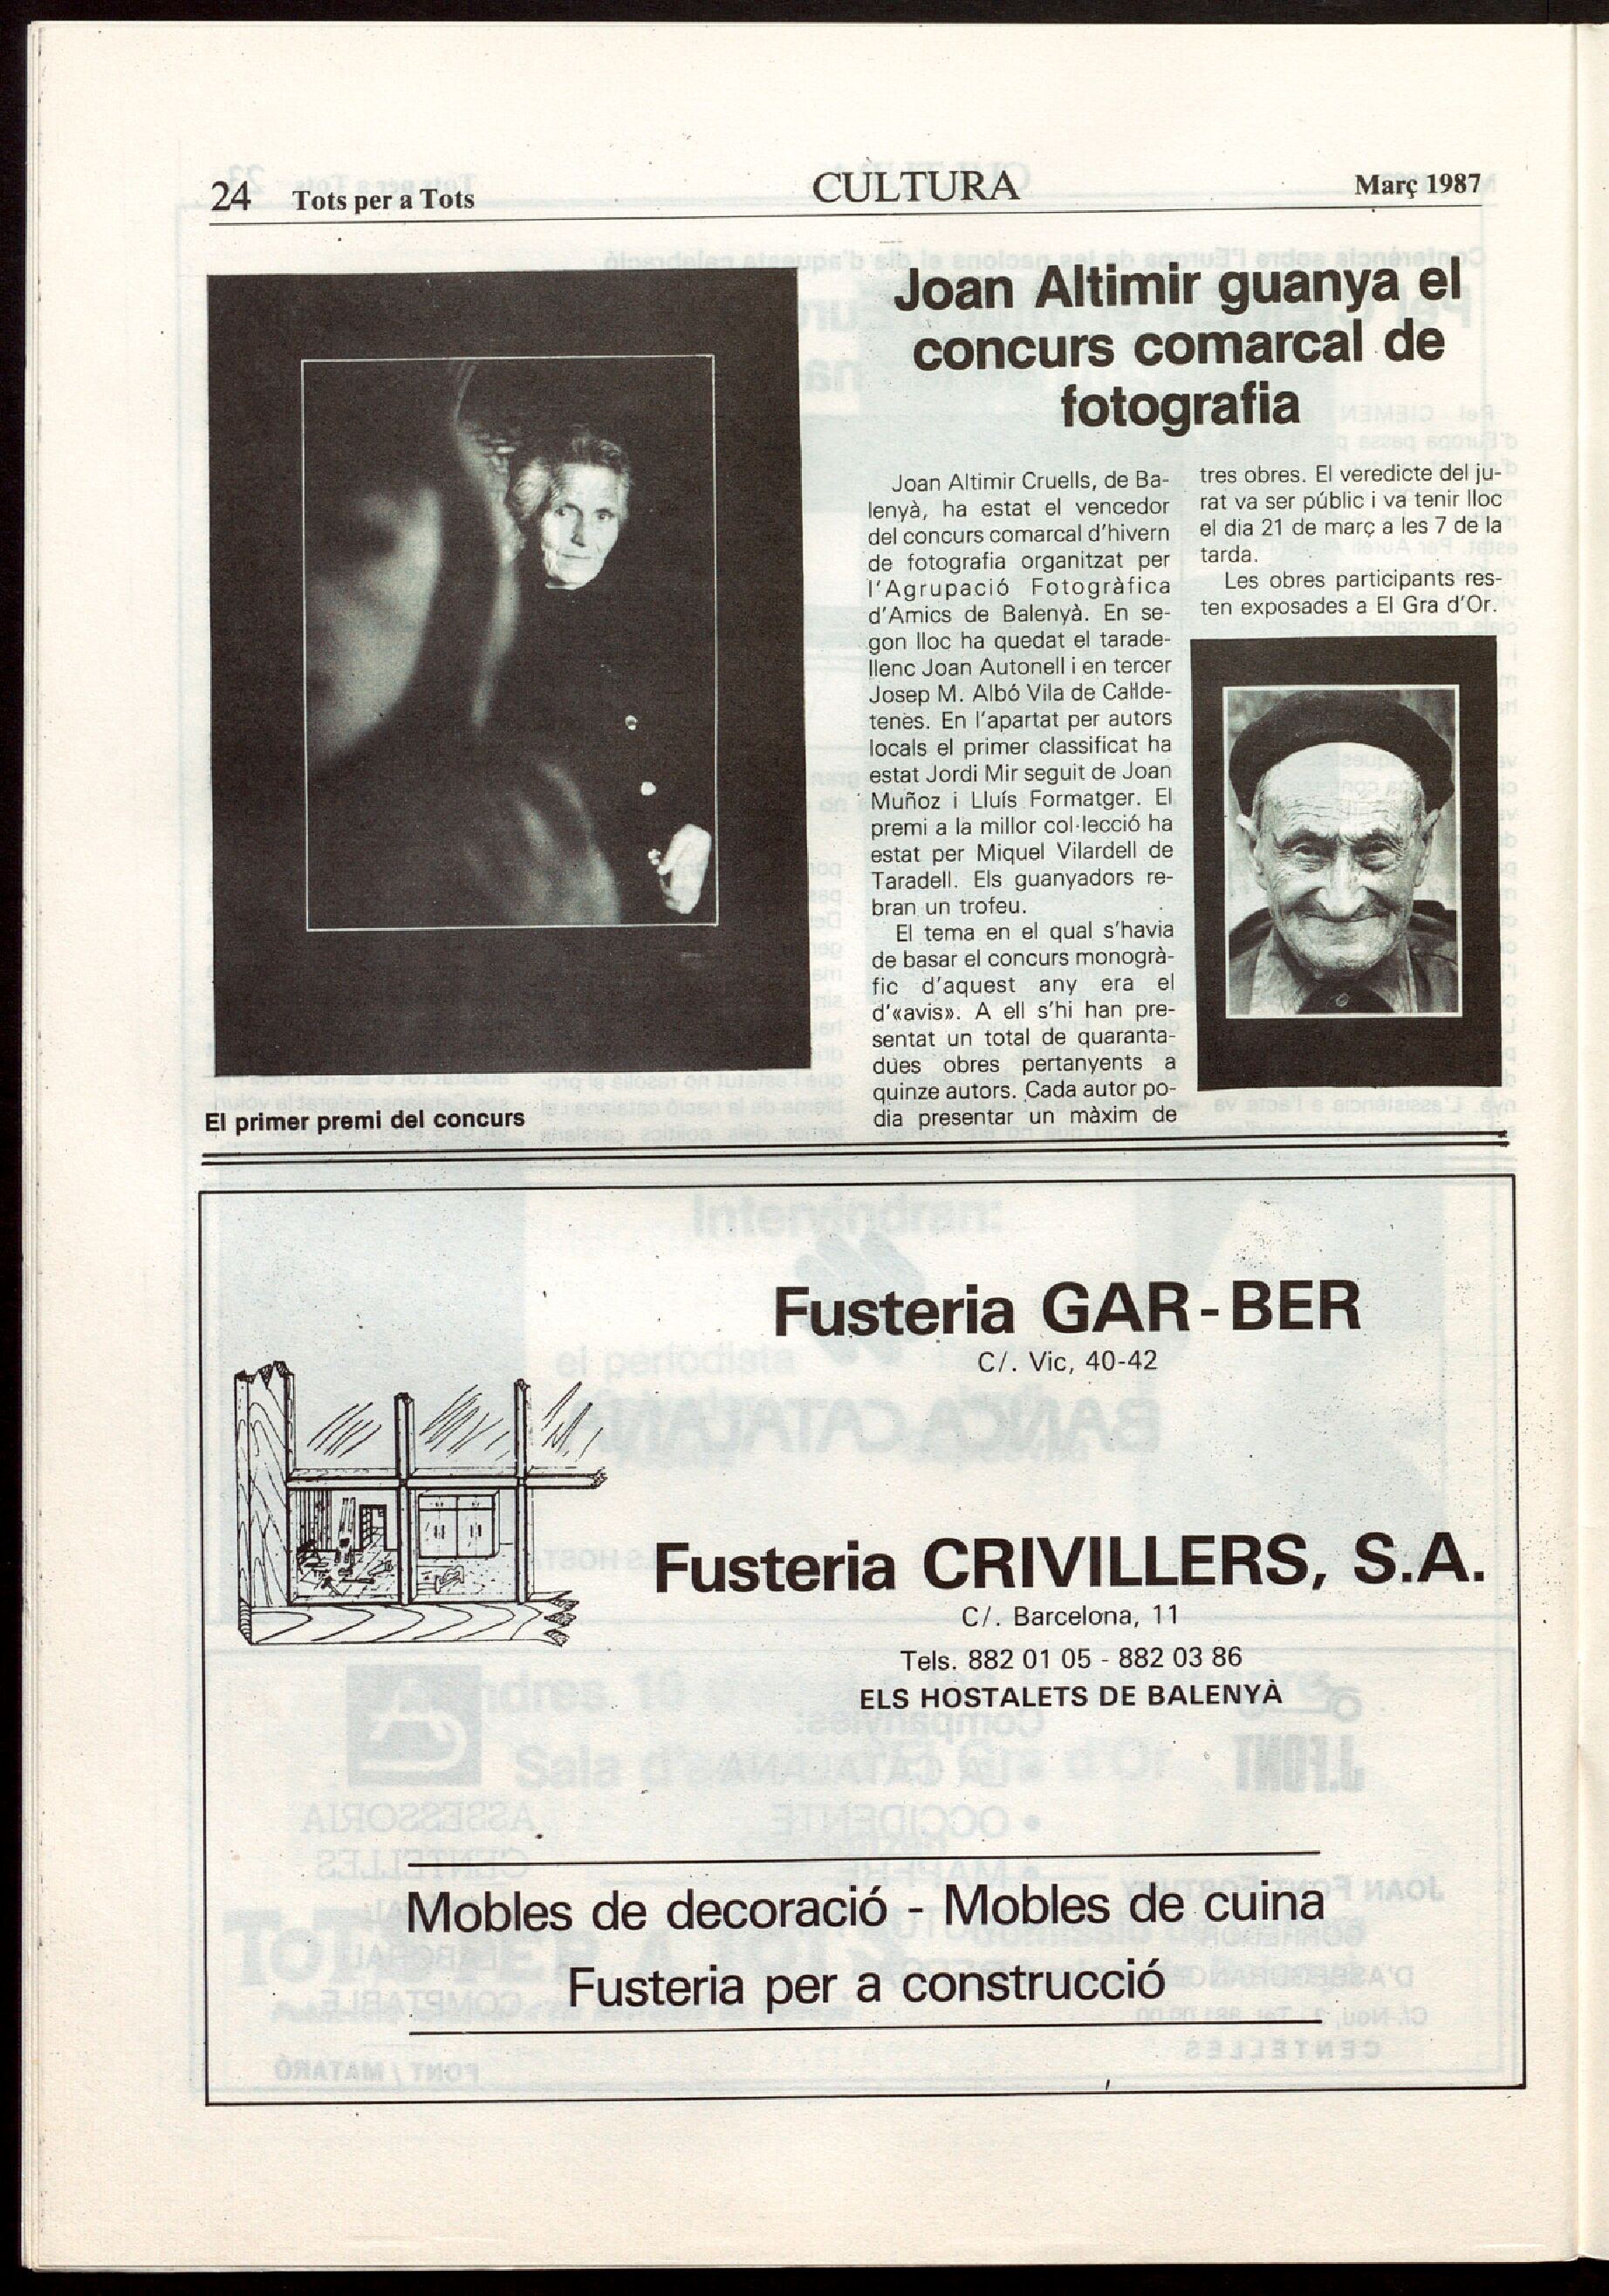 24 Tots per a Tots
CULTURA
Març 1987
Joan Altimir guanya el
concurs comarcal de
fotografia
Joan Altimir Cruells, de Ba-
lenyà, ha estat el vencedor
del concurs comarcal d'hivern
de fotografia organitzat per
l'Agrupació Fotogràfica
d'Amics de Balenyà. En se-
gon lloc ha quedat el tarade-
llenc Joan Autonell i en tercer
Josep M. Albó Vila de Calldе-
tenes. En l'apartat per autors
locals el primer classificat ha
estat Jordi Mir seguit de Joan
Muñoz i Lluís Formatger. El
premi a la millor col·lecció ha
estat per Miquel Vilardell de
Taradell. Els guanyadors re-
bran un trofeu.
El tema en el qual s'havia
de basar el concurs monogrà-
fic d'aquest any era el
d'«avis». A ell s'hi han pre-
sentat un total de quaranta-
dues obres pertanyents a
quinze autors. Cada autor po-
dia presentar un màxim de
tres obres. El veredicte del ju-
rat va ser públic i va tenir lloc
el dia 21 de març a les 7 de la
tarda.
Les obres participants res-
ten exposades a El Gra d'Or.
El primer premi del concurs
Fusteria GAR-BER
C/. Vic, 40-42
Fusteria CRIVILLERS, S.A.
C/. Barcelona, 11
Tels. 882 01 05 - 882 03 86
ELS HOSTALETS DE BALENYÀ
Mobles de decoració - Mobles de cuina
Fusteria per a construcció